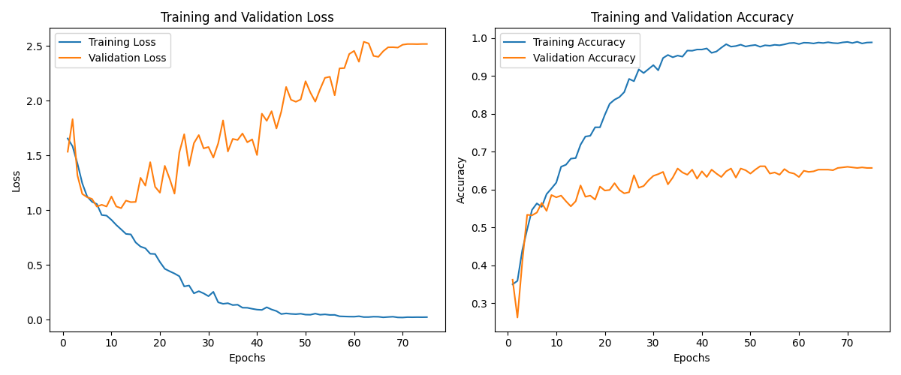 Training and Validation Loss
Training Loss
Validation Loss
2.5
2.0
1.5
1.0
0.5
0.0
Loss
0 10 20 30 40 50 60 70
Epochs
Training and Validation Accuracy
Training Accuracy
Validation Accuracy
1.0
0.9
0.8
0.7
0.6
0.5
0.4
0.3
Accuracy
0 10 20 30 40 50 60 70
Epochs